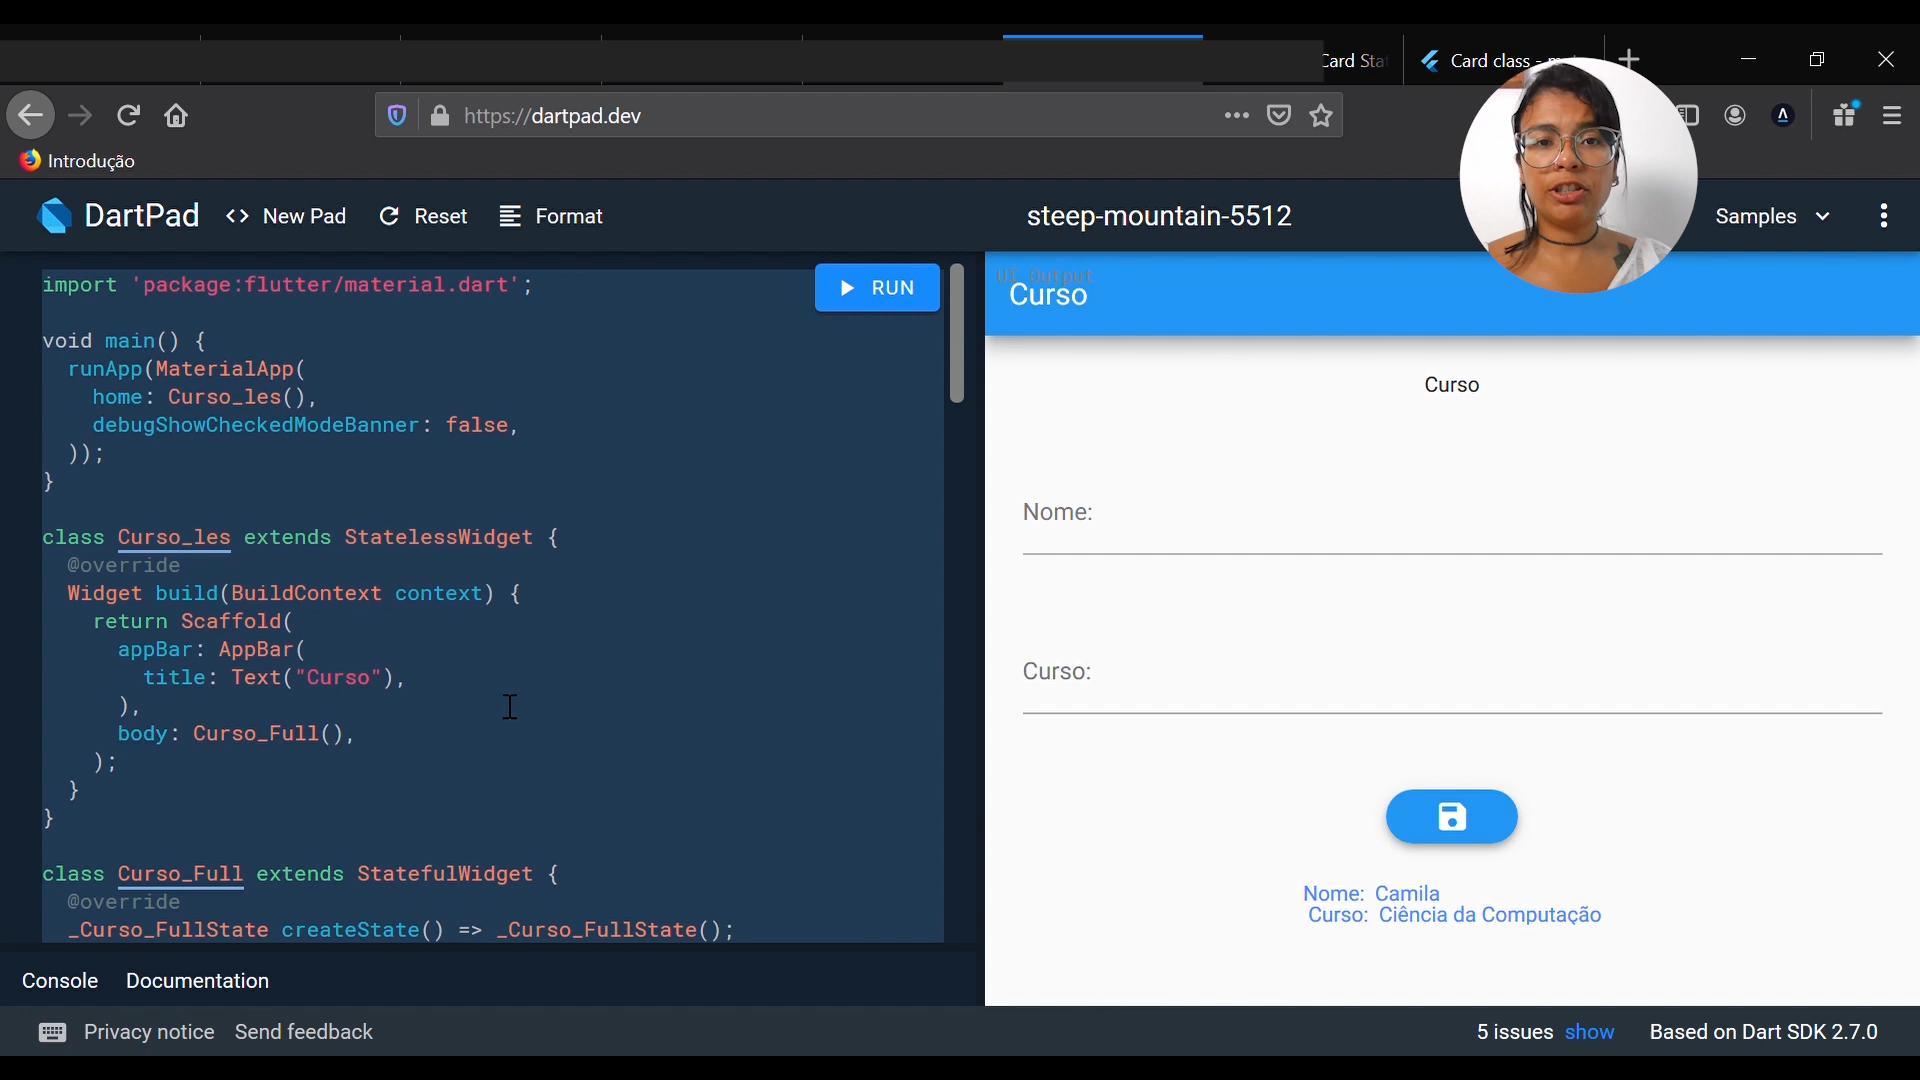 Card Sta
Card class - m
https://dartpad.dev
Introdução
DartPad
<> New Pad
Reset
Format
steep-mountain-5512
Samples
import 'package:flutter/material.dart';
RUN
void main() {
runApp(MaterialApp(
home: Curso_les(),
debugShowCheckedModeBanner: false,
));
}
class Curso_les extends StatelessWidget {
@override
Widget build(BuildContext context) {
return Scaffold(
appBar: AppBar(
title: Text("Curso"),
),
body: Curso_Full(),
);
}
}
class Curso_Full extends StatefulWidget {
@override
_Curso_FullState createState() => _Curso_FullState();
UI Output
Curso
Curso
Nome:
Curso:
Nome: Camila
Curso: Ciência da Computação
Console
Documentation
Privacy notice
Send feedback
5 issues show
Based on Dart SDK 2.7.0